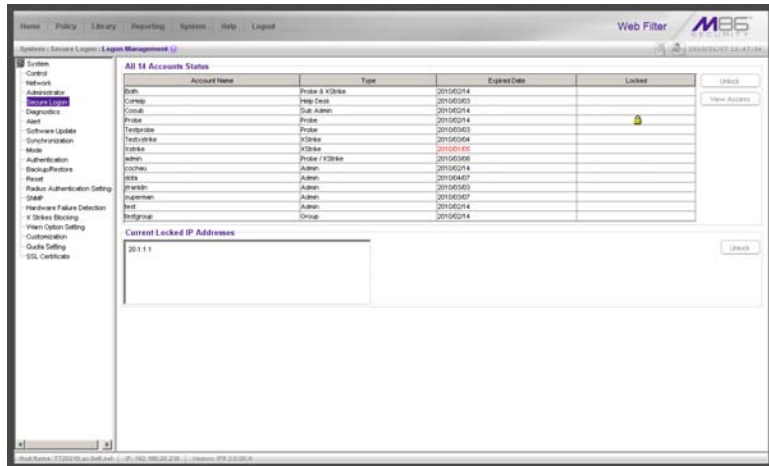 Home Policy Library Reporting System Help Logout
Web Filter
M86
SECURITY
System : Secure Logon : Logon Management
System
Control
Network
Administrator
Secure Logon
Diagnostics
Alert
Software Update
Synchronization
Mode
Authentication
Backup/Restore
Reset
Radius Authentication Setting
SNMP
Hardware Failure Detection
X Strikes Blocking
Warn Option Setting
Customization
Quota Setting
SSL Certificate
All 14 Accounts Status
Account Name Type Expired Date Locked
Both Probe & XStrike 2010/02/14
CorHelp Help Desk 2010/03/03
Cosub Sub Admin 2010/02/14
Probe Probe 2010/02/14
Testprobe Probe 2010/03/03
Testxstrike XStrike 2010/03/04
Xstrike XStrike 2010/01/05
admin Probe / XStrike 2010/03/08
cochau Admin 2010/02/14
Admin 2010/04/07
jfranklin Admin 2010/03/03
superman Admin 2010/03/07
test Admin 2010/02/14
testgroup Group 2010/02/14
Unlock
View Access
Current Locked IP Addresses
20.1.1.1
Unlock
Host Name: IP: Version: